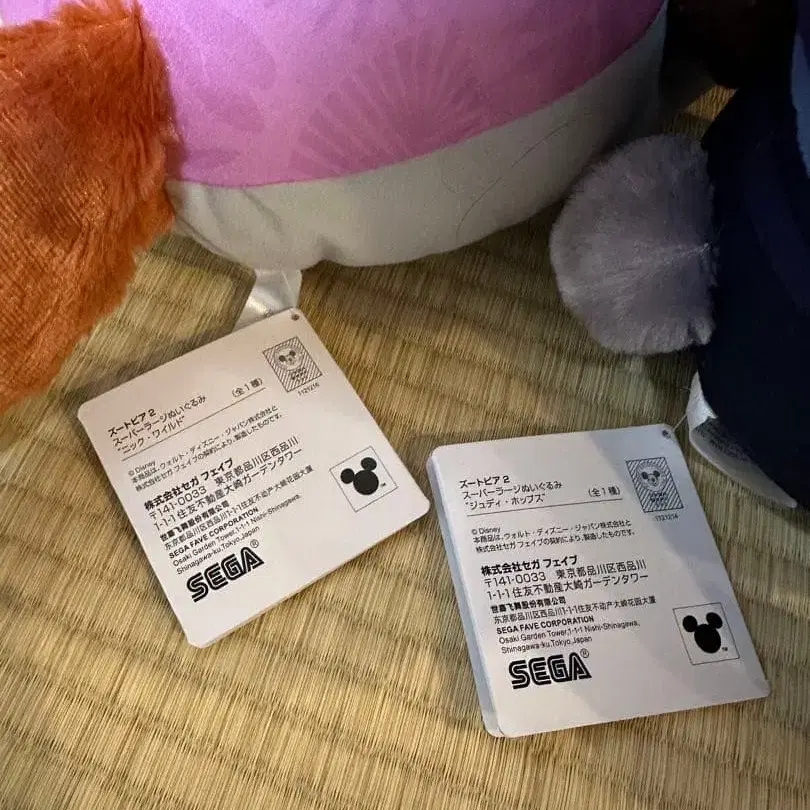 ズートピア2
スーパーラージぬいぐるみ (全1種)
"ニック・ワイルド"
1121214
© Disney
本商品は、ウォルト・ディズニー・ジャパン株式会社と
株式会社セガ フェイブの契約により、製造したものです。
株式会社セガ フェイブ
〒141-0033 東京都品川区西品川
1-1-1 住友不動産大崎ガーデンタワー
世嘉飞舞股份有限公司
东京都品川区西品川1-1-1住友不动产大崎花园大厦
SEGA FAVE CORPORATION
Osaki Garden Tower,1-1-1 Nishi-Shinagawa,
Shinagawa-ku,Tokyo,Japan
SEGA®
TM
ズートピア2
スーパーラージぬいぐるみ (全1種)
"ジュディ・ホップス"
1121214
© Disney
本商品は、ウォルト・ディズニー・ジャパン株式会社と
株式会社セガ フェイブの契約により、製造したものです。
株式会社セガ フェイブ
〒141-0033 東京都品川区西品川
1-1-1 住友不動産大崎ガーデンタワー
世嘉飞舞股份有限公司
东京都品川区西品川1-1-1住友不动产大崎花园大厦
SEGA FAVE CORPORATION
Osaki Garden Tower,1-1-1 Nishi-Shinagawa,
Shinagawa-ku,Tokyo,Japan
SEGA®
TM